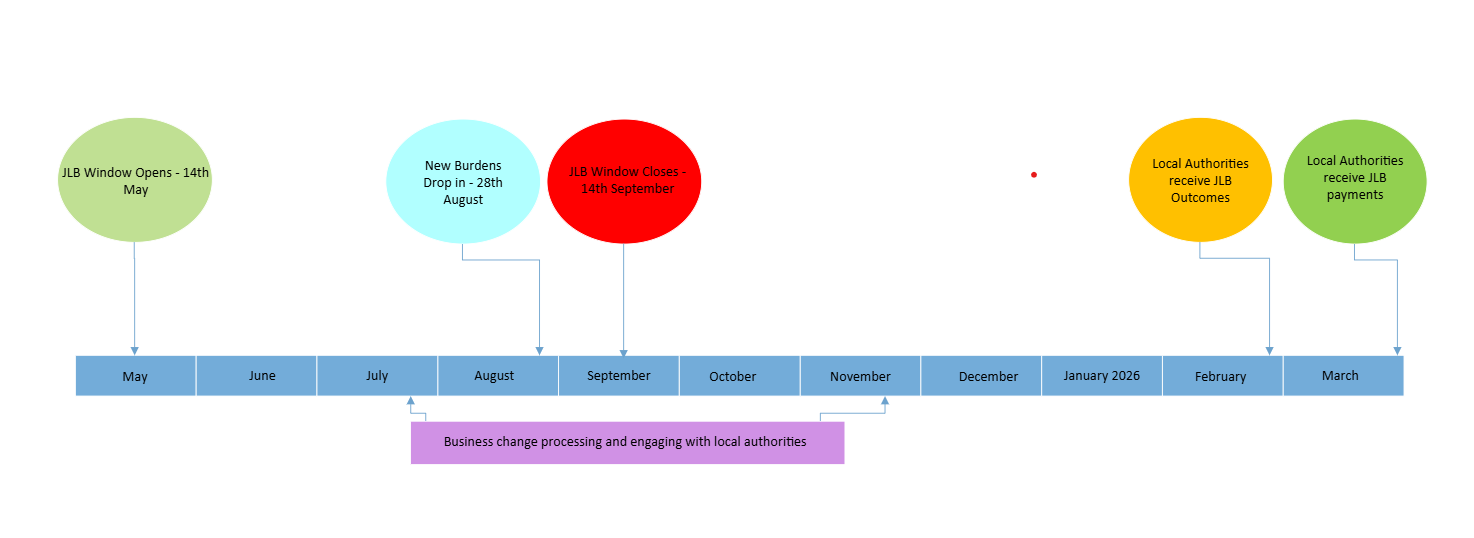 JLB Window Opens - 14th
May
New Burdens
Drop in - 28th
August
JLB Window Closes -
14th September
Local Authorities
receive JLB
Outcomes
Local Authorities
receive JLB
payments
May
June
July
August
September
October
November
December
January 2026
February
March
Business change processing and engaging with local authorities